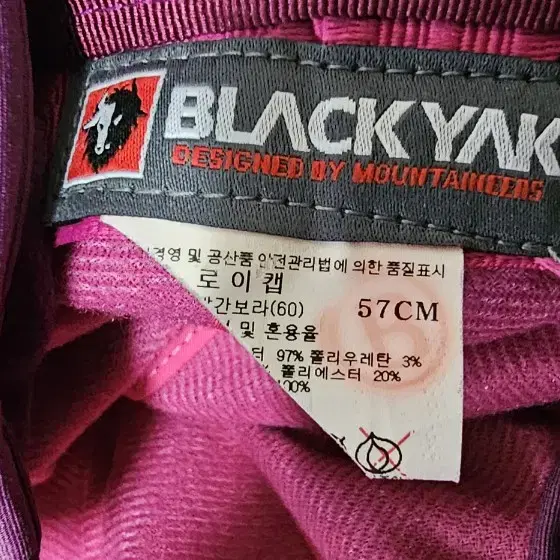 BLACKYAK
DESIGNED BY MOUNTAINEERS
경영 및 공산품 안전관리법에 의한 품질표시
로이캡
간보라(60) 57CM
및 혼용율
터 97% 폴리우레탄 3%
폴리에스터 20%
100%